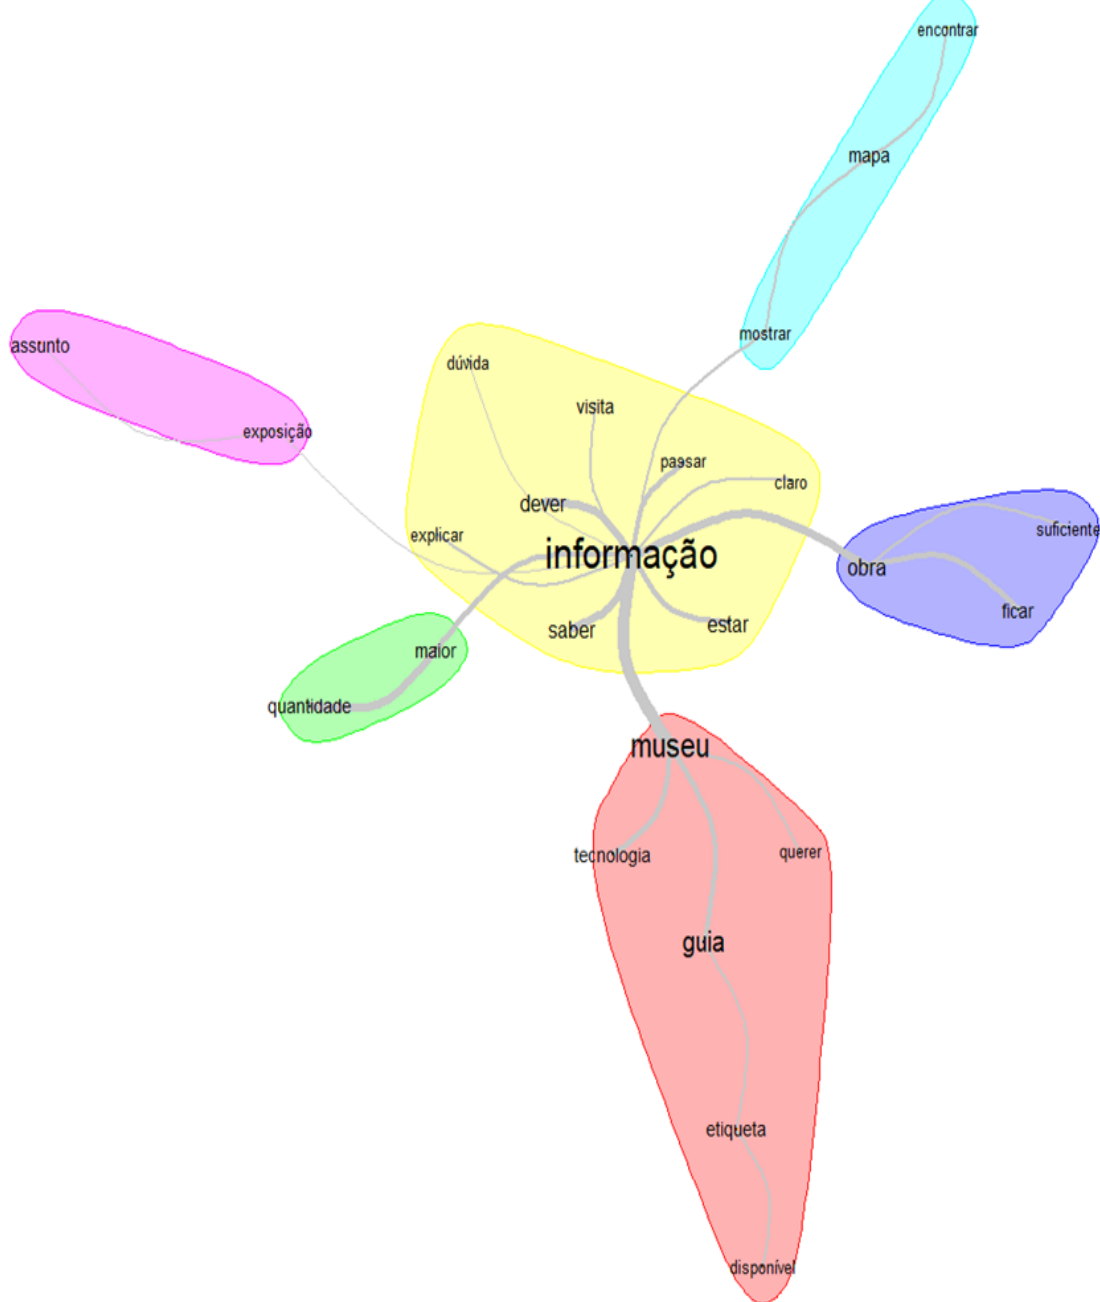 encontrar
mapa
mostrar
assunto
dúvida
visita
exposição
passar
claro
dever
suficiente
explicar
informação
obra
ficar
saber
estar
maior
quantidade
museu
tecnologia
querer
guia
etiqueta
disponível